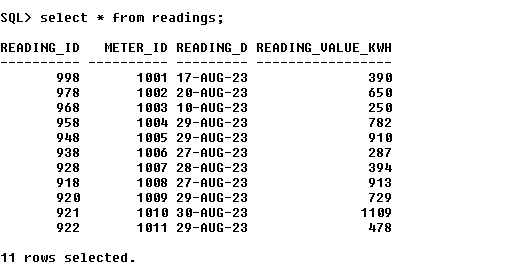 SQL> select * from readings;
READING_ID METER_ID READING_D READING_VALUE_KWH
---------- ---------- --------- -----------------
998 1001 17-AUG-23 390
978 1002 20-AUG-23 650
968 1003 10-AUG-23 250
958 1004 29-AUG-23 782
948 1005 29-AUG-23 910
938 1006 27-AUG-23 287
928 1007 28-AUG-23 394
918 1008 27-AUG-23 913
920 1009 29-AUG-23 729
921 1010 30-AUG-23 1109
922 1011 29-AUG-23 478
11 rows selected.